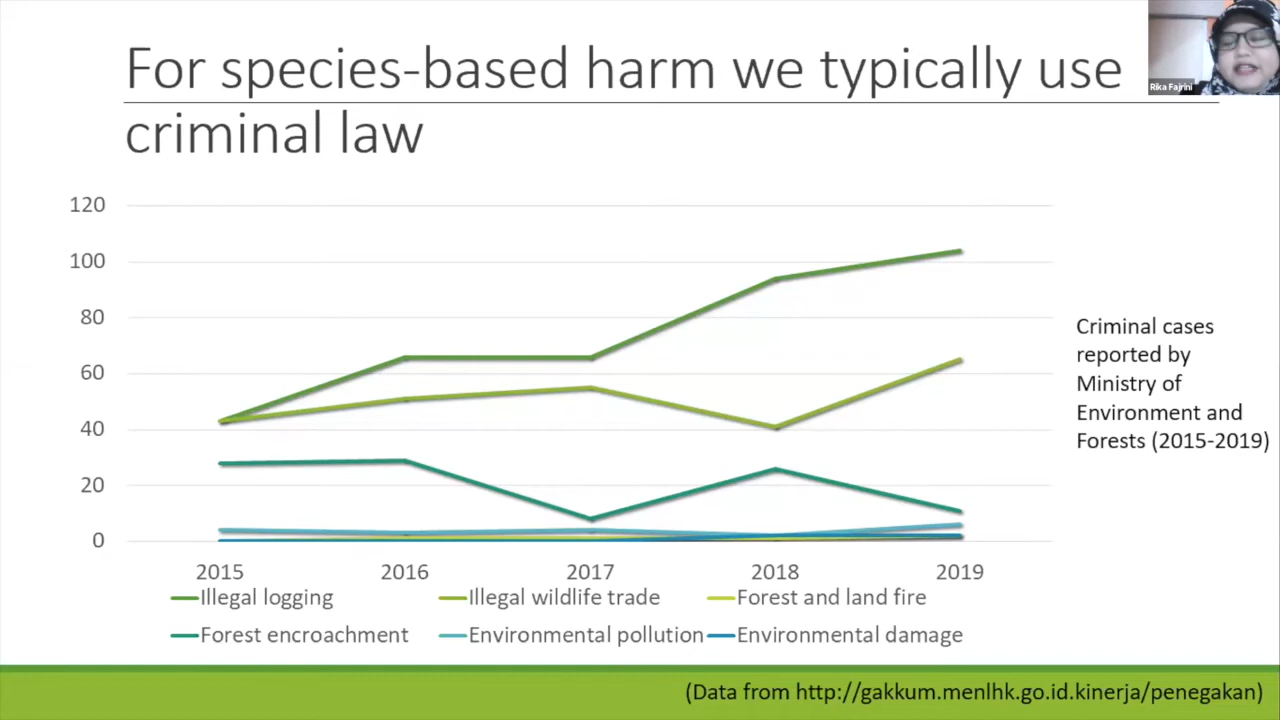 For species-based harm we typically use
criminal law
Rika Fajrini
120
100
80
60
40
20
0
2015 2016 2017 2018 2019
Illegal logging Illegal wildlife trade Forest and land fire
Forest encroachment Environmental pollution Environmental damage
Criminal cases
reported by
Ministry of
Environment and
Forests (2015-2019)
(Data from http://gakkum.menlhk.go.id.kinerja/penegakan)